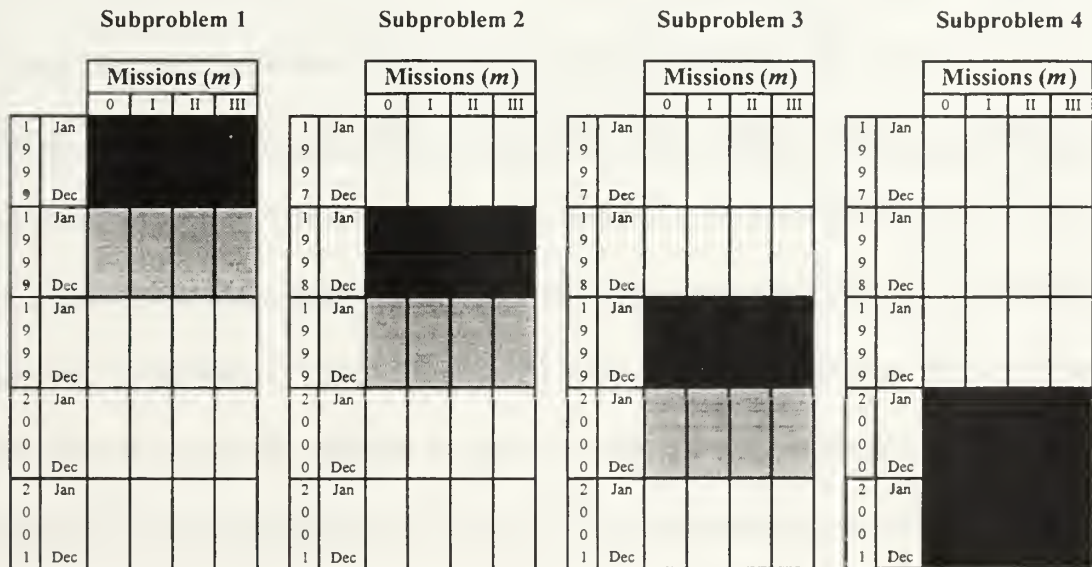 Subproblem 1
Missions (m)
0 I II III
1 Jan
9
9
9 Dec
1 Jan
9
9
9 Dec
1 Jan
9
9
9 Dec
2 Jan
0
0
0 Dec
2 Jan
0
0
1 Dec
Subproblem 2
Missions (m)
0 I II III
1 Jan
9
9
7 Dec
1 Jan
9
9
8 Dec
1 Jan
9
9
9 Dec
2 Jan
0
0
0 Dec
2 Jan
0
0
1 Dec
Subproblem 3
Missions (m)
0 I II III
1 Jan
9
9
7 Dec
1 Jan
9
9
8 Dec
1 Jan
9
9
9 Dec
2 Jan
0
0
0 Dec
2 Jan
0
0
1 Dec
Subproblem 4
Missions (m)
0 I II III
1 Jan
9
9
7 Dec
1 Jan
9
9
8 Dec
1 Jan
9
9
9 Dec
2 Jan
0
0
0 Dec
2 Jan
0
0
1 Dec